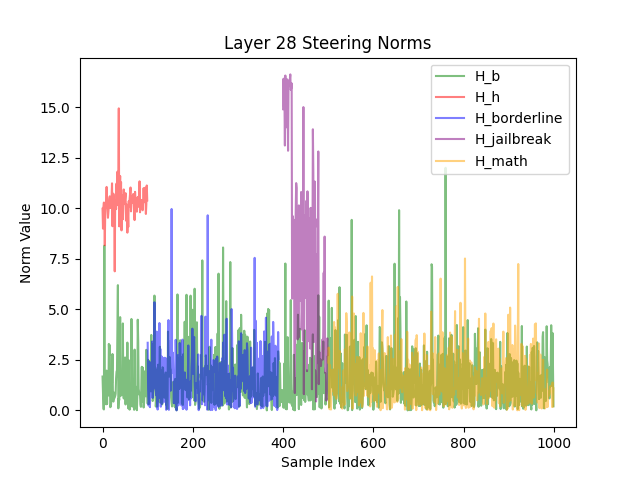 Layer 28 Steering Norms
H_b
H_h
H_borderline
H_jailbreak
H_math
Norm Value
15.0
12.5
10.0
7.5
5.0
2.5
0.0
0
200
400
600
800
1000
Sample Index